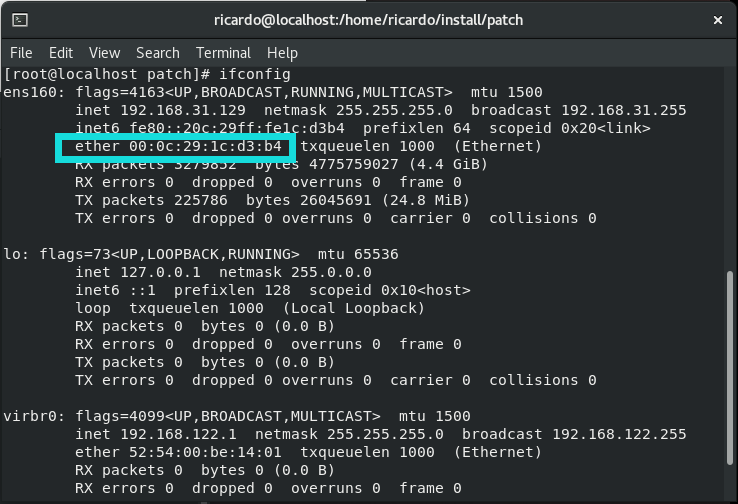 ricardo@localhost:/home/ricardo/install/patch
File Edit View Search Terminal Help
[root@localhost patch]# ifconfig
ens160: flags=4163<UP,BROADCAST,RUNNING,MULTICAST>  mtu 1500
        inet 192.168.31.129  netmask 255.255.255.0  broadcast 192.168.31.255
        inet6 fe80::20c:29ff:fe1c:d3b4  prefixlen 64  scopeid 0x20<link>
        ether 00:0c:29:1c:d3:b4  txqueuelen 1000  (Ethernet)
        RX packets 3279852  bytes 4775759027 (4.4 GiB)
        RX errors 0  dropped 0  overruns 0  frame 0
        TX packets 225786  bytes 26045691 (24.8 MiB)
        TX errors 0  dropped 0 overruns 0  carrier 0  collisions 0
lo: flags=73<UP,LOOPBACK,RUNNING>  mtu 65536
        inet 127.0.0.1  netmask 255.0.0.0
        inet6 ::1  prefixlen 128  scopeid 0x10<host>
        loop  txqueuelen 1000  (Local Loopback)
        RX packets 0  bytes 0 (0.0 B)
        RX errors 0  dropped 0  overruns 0  frame 0
        TX packets 0  bytes 0 (0.0 B)
        TX errors 0  dropped 0 overruns 0  carrier 0  collisions 0
virbr0: flags=4099<UP,BROADCAST,MULTICAST>  mtu 1500
        inet 192.168.122.1  netmask 255.255.255.0  broadcast 192.168.122.255
        ether 52:54:00:be:14:01  txqueuelen 1000  (Ethernet)
        RX packets 0  bytes 0 (0.0 B)
        RX errors 0  dropped 0  overruns 0  frame 0